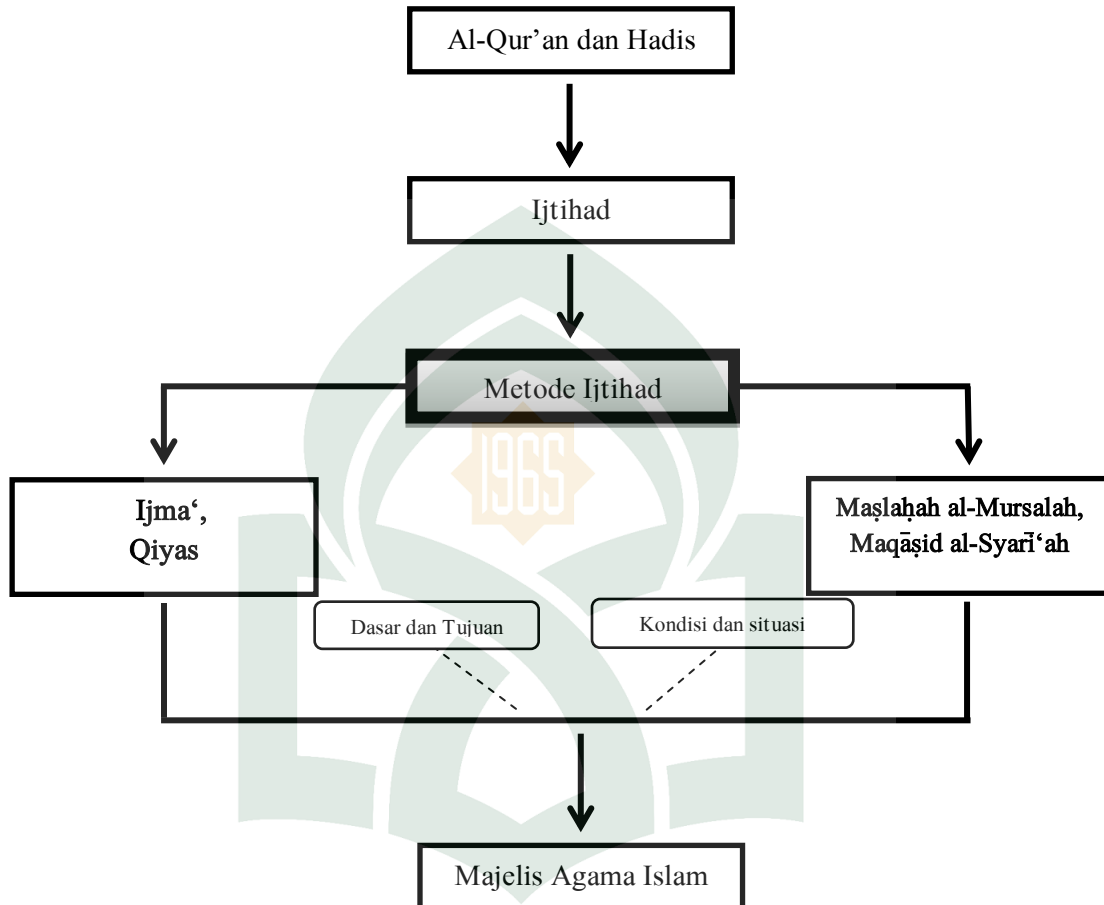 Al-Qur’an dan Hadis
Ijtihad
Metode Ijtihad
1965
Ijma‘,
Qiyas
Maṣlaḥah al-Mursalah,
Maqāṣid al-Syarī‘ah
Dasar dan Tujuan
Kondisi dan situasi
Majelis Agama Islam